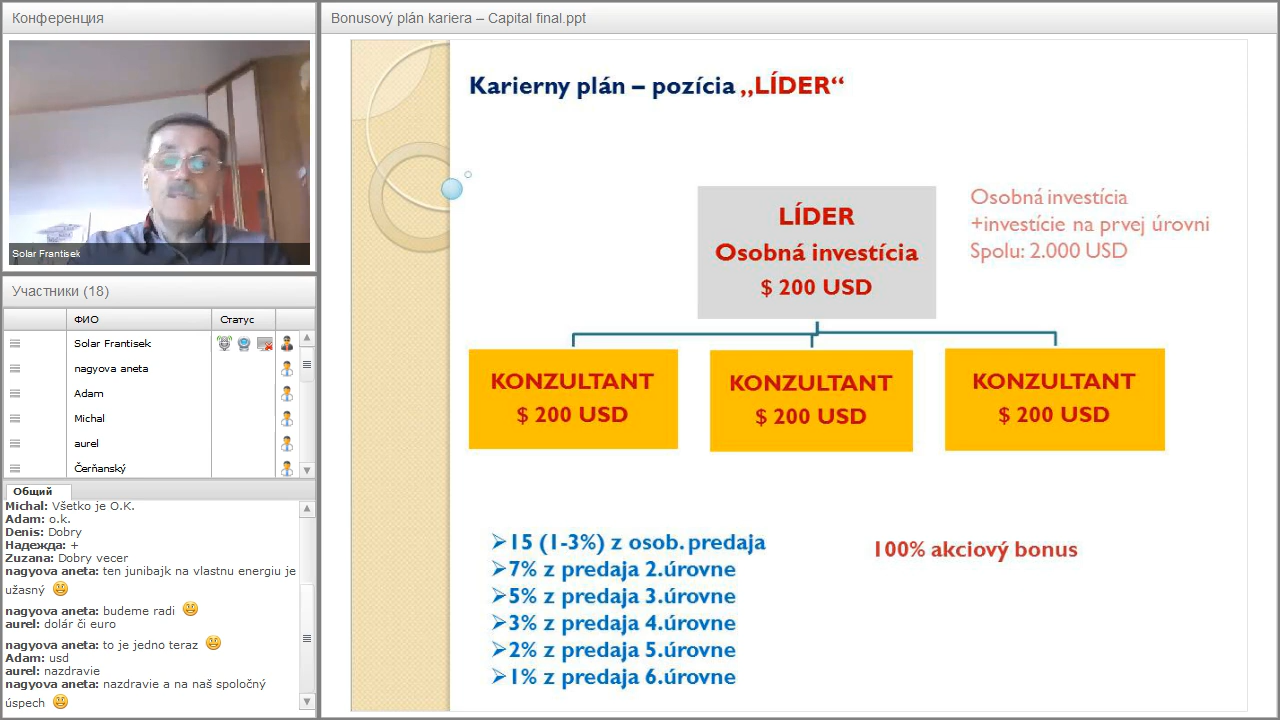 Конференция
Solar Frantisek
Участники (18)
ФИО
Статус
Solar Frantisek
nagyova aneta
Adam
Michal
aurel
Čerňanský
Общий
Michal: Všetko je O.K.
Adam: o.k.
Denis: Dobry
Надежда: +
Zuzana: Dobry vecer
nagyova aneta: ten junibajk na vlastnu energiu je
užasný
nagyova aneta: budeme radi
aurel: dolár či euro
nagyova aneta: to je jedno teraz
Adam: usd
aurel: nazdravie
nagyova aneta: nazdravie a na naš spoločný
úspech
Bonusový plán kariera – Capital final.ppt
Karierny plán – pozícia „LÍDER“
LÍDER
Osobná investícia
$ 200 USD
Osobná investícia
+investície na prvej úrovni
Spolu: 2.000 USD
KONZULTANT
$ 200 USD
KONZULTANT
$ 200 USD
KONZULTANT
$ 200 USD
➢15 (1-3%) z osob. predaja
➢7% z predaja 2.úrovne
➢5% z predaja 3.úrovne
➢3% z predaja 4.úrovne
➢2% z predaja 5.úrovne
➢1% z predaja 6.úrovne
100% akciový bonus